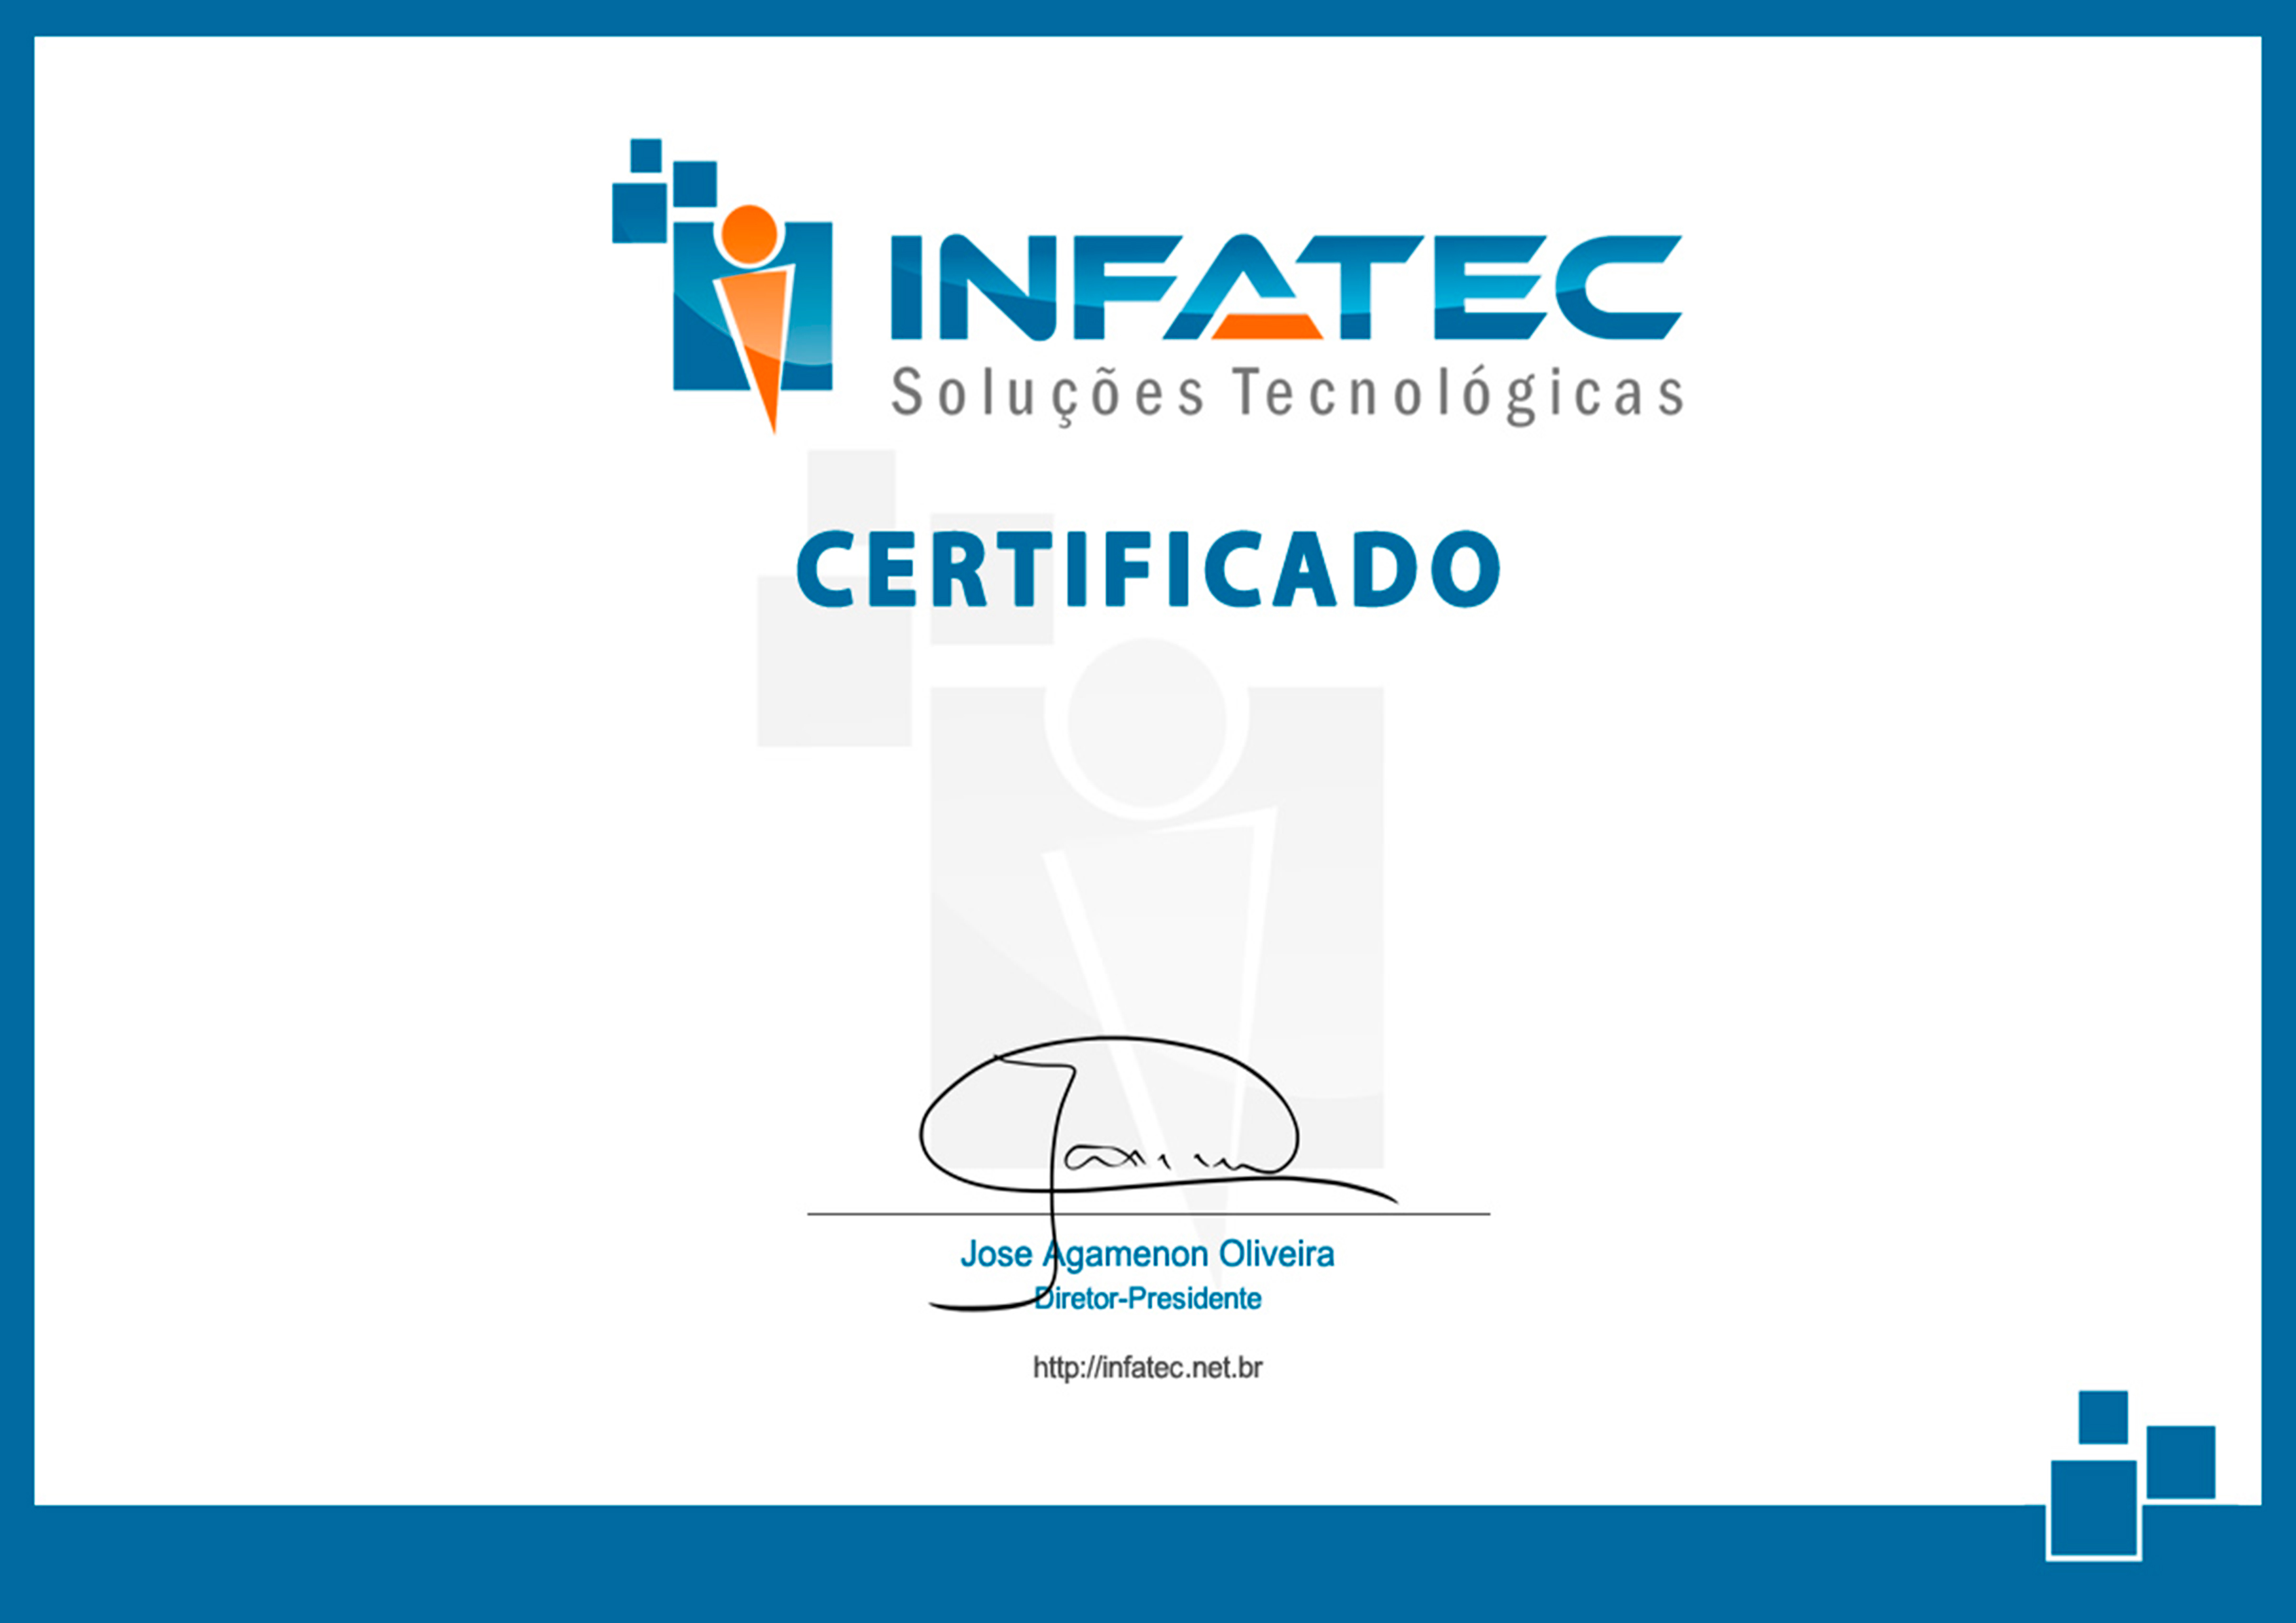 INFATEC
Soluções Tecnológicas
CERTIFICADO
Jose Agamenon Oliveira
Diretor-Presidente
http://infatec.net.br